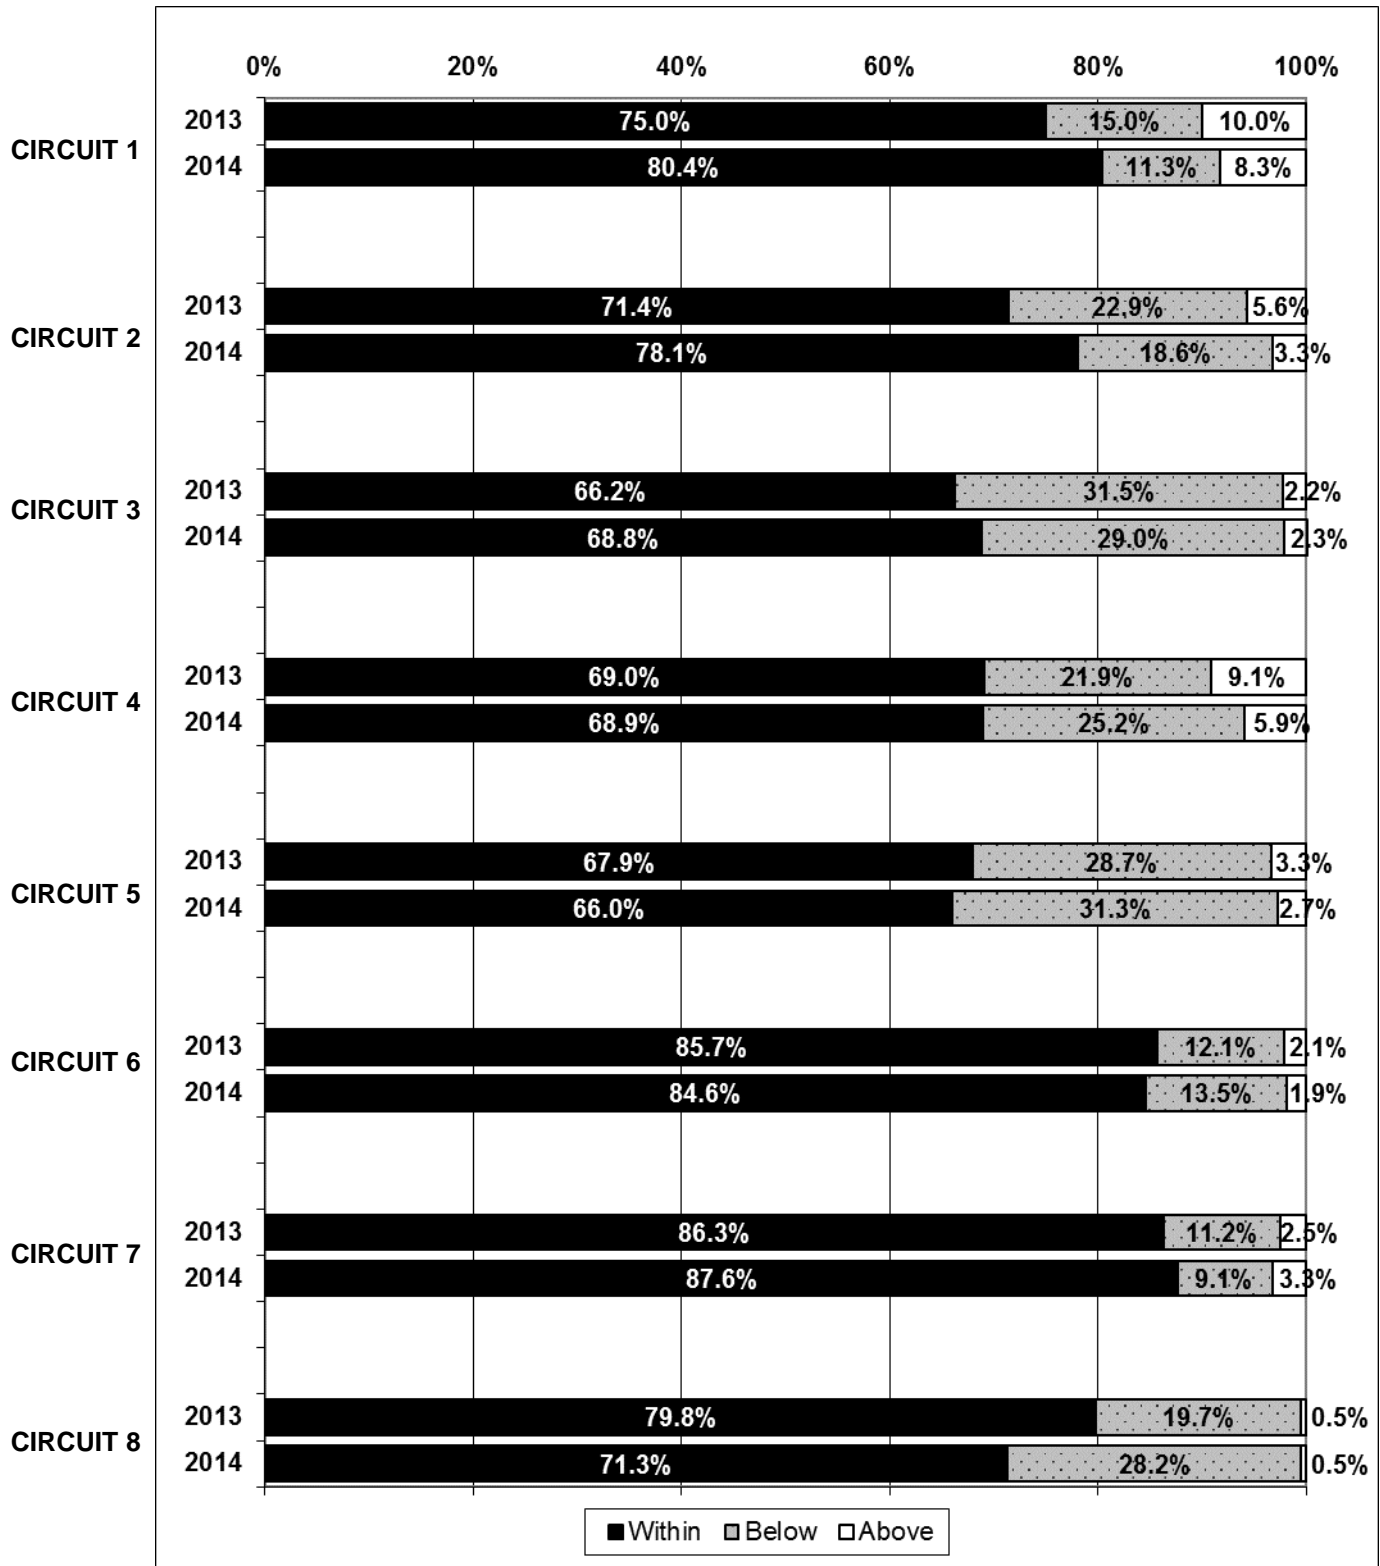 0% 20% 40% 60% 80% 100%
CIRCUIT 1
2013 75.0% 15.0% 10.0%
2014 80.4% 11.3% 8.3%
CIRCUIT 2
2013 71.4% 22.9% 5.6%
2014 78.1% 18.6% 3.3%
CIRCUIT 3
2013 66.2% 31.5% 2.2%
2014 68.8% 29.0% 2.3%
CIRCUIT 4
2013 69.0% 21.9% 9.1%
2014 68.9% 25.2% 5.9%
CIRCUIT 5
2013 67.9% 28.7% 3.3%
2014 66.0% 31.3% 2.7%
CIRCUIT 6
2013 85.7% 12.1% 2.1%
2014 84.6% 13.5% 1.9%
CIRCUIT 7
2013 86.3% 11.2% 2.5%
2014 87.6% 9.1% 3.3%
CIRCUIT 8
2013 79.8% 19.7% 0.5%
2014 71.3% 28.2% 0.5%
Within Below Above